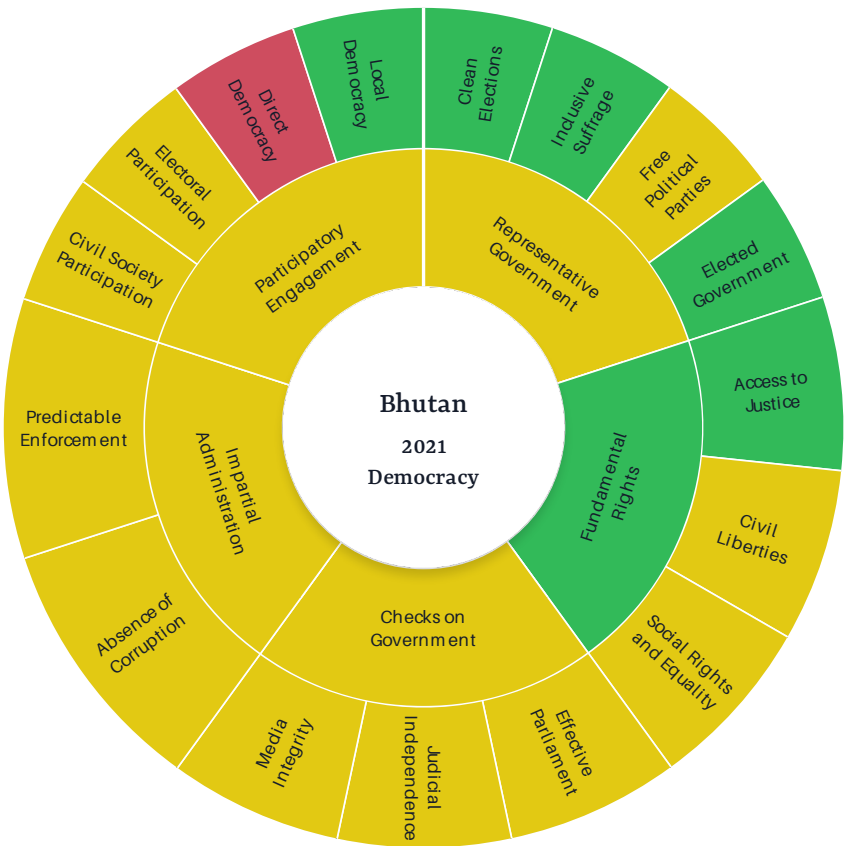 Bhutan
2021
Democracy
Representative
Government
Fundamental
Rights
Checks on
Government
Impartial
Administration
Participatory
Engagement
Clean
Elections
Inclusive
Suffrage
Free
Political
Parties
Elected
Government
Access to
Justice
Civil
Liberties
Social Rights
and Equality
Effective
Parliament
Judicial
Independence
Media
Integrity
Absence of
Corruption
Predictable
Enforcement
Civil Society
Participation
Electoral
Participation
Direct
Democracy
Local
Democracy